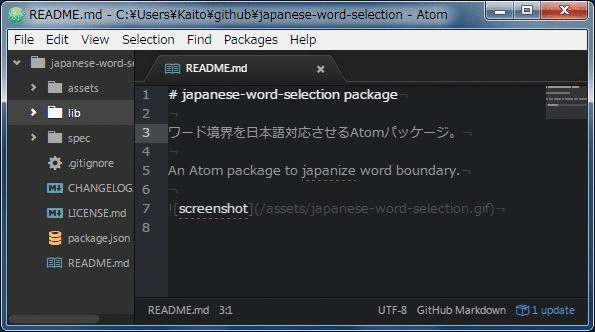 README.md - C:¥Users¥Kaito¥github¥japanese-word-selection - Atom
File Edit View Selection Find Packages Help
japanese-word-se
assets
lib
spec
.gitignore
CHANGELOG
LICENSE.md
package.json
README.md
README.md
1 # japanese-word-selection package¬
2 ¬
3 ワード境界を日本語対応させるAtomパッケージ。¬
4 ¬
5 An Atom package to japanize word boundary.¬
6 ¬
7 ![screenshot](/assets/japanese-word-selection.gif)¬
8
README.md 3:1 UTF-8 GitHub Markdown 1 update